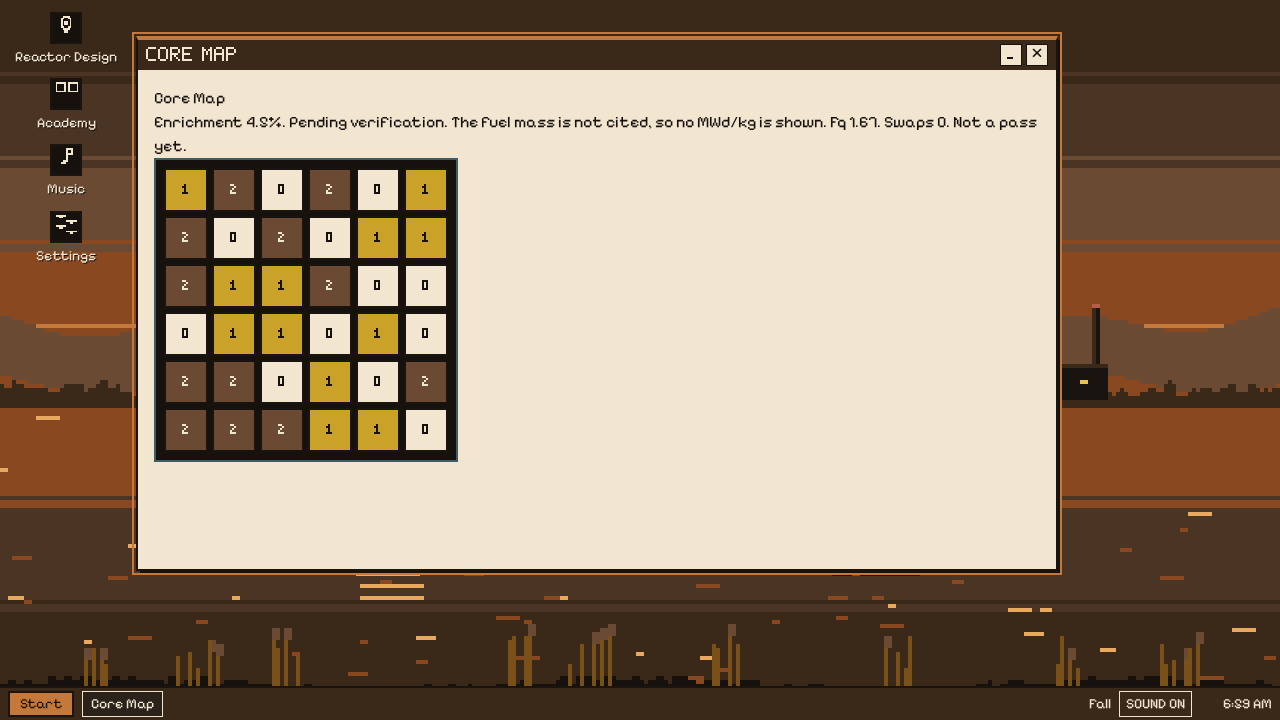 Reactor Design
Academy
Music
Settings
CORE MAP
Core Map
Enrichment 4.8%. Pending verification. The fuel mass is not cited, so no MWd/kg is shown. Fq 1.67. Swaps 0. Not a pass
yet.
1 2 0 2 0 1
2 0 2 0 1 1
2 1 1 2 0 0
0 1 1 0 1 0
2 2 0 1 0 2
2 2 2 1 1 0
Start
Core Map
Fall
SOUND ON
6:59 AM